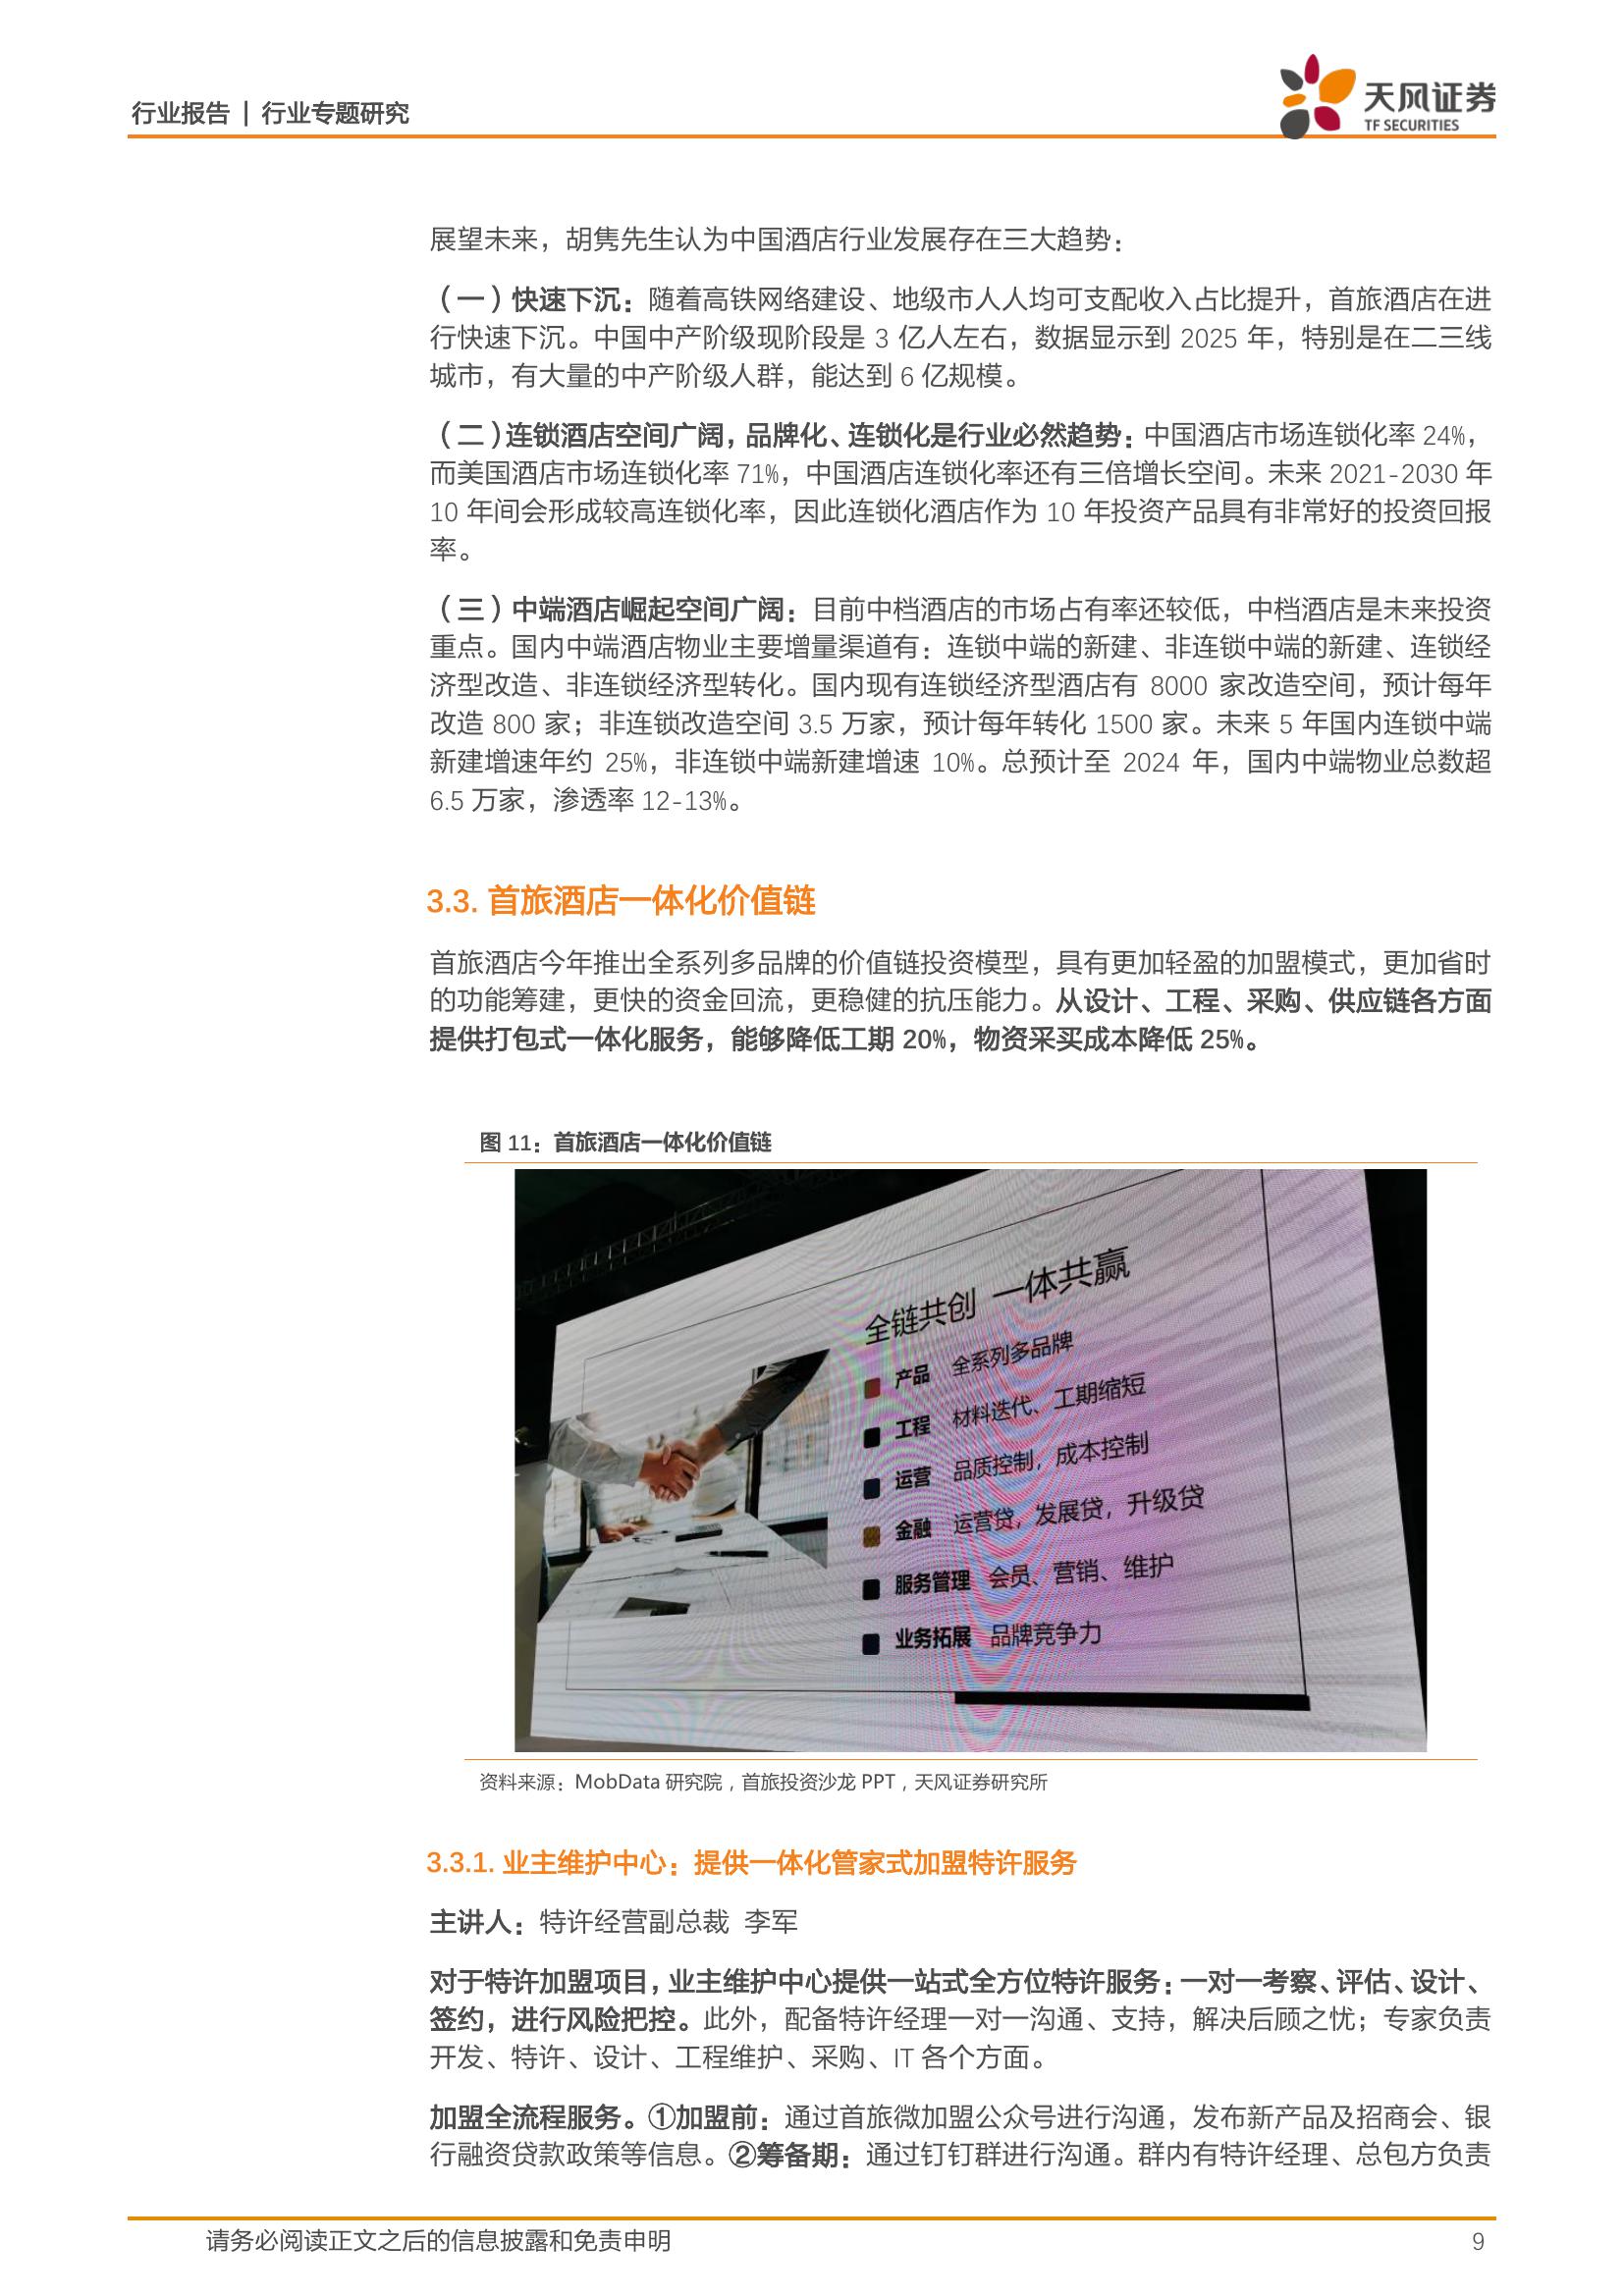 行业报告 | 行业专题研究
天风证券
TF SECURITIES
展望未来，胡隽先生认为中国酒店行业发展存在三大趋势：
（一）快速下沉：随着高铁网络建设、地级市人人均可支配收入占比提升，首旅酒店在进
行快速下沉。中国中产阶级现阶段是 3 亿人左右，数据显示到 2025 年，特别是在二三线
城市，有大量的中产阶级人群，能达到 6 亿规模。
（二）连锁酒店空间广阔，品牌化、连锁化是行业必然趋势：中国酒店市场连锁化率 24%，
而美国酒店市场连锁化率 71%，中国酒店连锁化率还有三倍增长空间。未来 2021-2030 年
10 年间会形成较高连锁化率，因此连锁化酒店作为 10 年投资产品具有非常好的投资回报
率。
（三）中端酒店崛起空间广阔：目前中档酒店的市场占有率还较低，中档酒店是未来投资
重点。国内中端酒店物业主要增量渠道有：连锁中端的新建、非连锁中端的新建、连锁经
济型改造、非连锁经济型转化。国内现有连锁经济型酒店有 8000 家改造空间，预计每年
改造 800 家；非连锁改造空间 3.5 万家，预计每年转化 1500 家。未来 5 年国内连锁中端
新建增速年约 25%，非连锁中端新建增速 10%。总预计至 2024 年，国内中端物业总数超
6.5 万家，渗透率 12-13%。
3.3. 首旅酒店一体化价值链
首旅酒店今年推出全系列多品牌的价值链投资模型，具有更加轻盈的加盟模式，更加省时
的功能筹建，更快的资金回流，更稳健的抗压能力。从设计、工程、采购、供应链各方面
提供打包式一体化服务，能够降低工期 20%，物资采买成本降低 25%。
图 11：首旅酒店一体化价值链
全链共创 一体共赢
产品 全系列多品牌
工程 材料迭代、工期缩短
运营 品质控制，成本控制
金融 运营贷，发展贷，升级贷
服务管理 会员、营销、维护
业务拓展 品牌竞争力
资料来源：MobData 研究院，首旅投资沙龙 PPT，天风证券研究所
3.3.1. 业主维护中心：提供一体化管家式加盟特许服务
主讲人：特许经营副总裁 李军
对于特许加盟项目，业主维护中心提供一站式全方位特许服务：一对一考察、评估、设计、
签约，进行风险把控。此外，配备特许经理一对一沟通、支持，解决后顾之忧；专家负责
开发、特许、设计、工程维护、采购、IT 各个方面。
加盟全流程服务。①加盟前：通过首旅微加盟公众号进行沟通，发布新产品及招商会、银
行融资贷款政策等信息。②筹备期：通过钉钉群进行沟通。群内有特许经理、总包方负责
请务必阅读正文之后的信息披露和免责申明
9